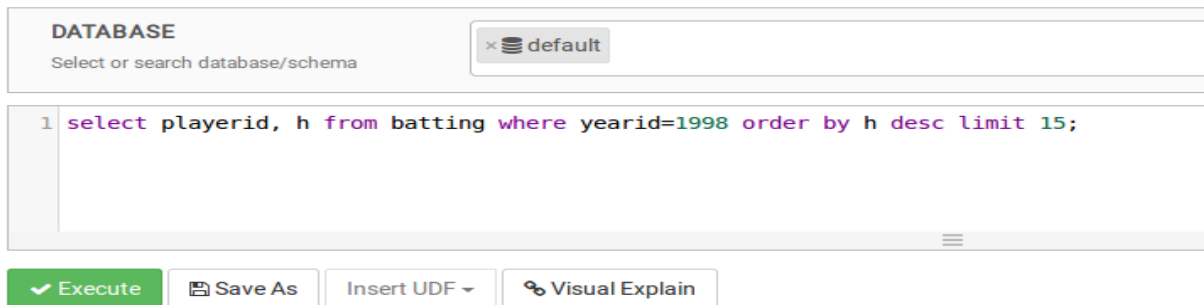 DATABASE
Select or search database/schema
× default
1 select playerid, h from batting where yearid=1998 order by h desc limit 15;
Execute Save As Insert UDF Visual Explain